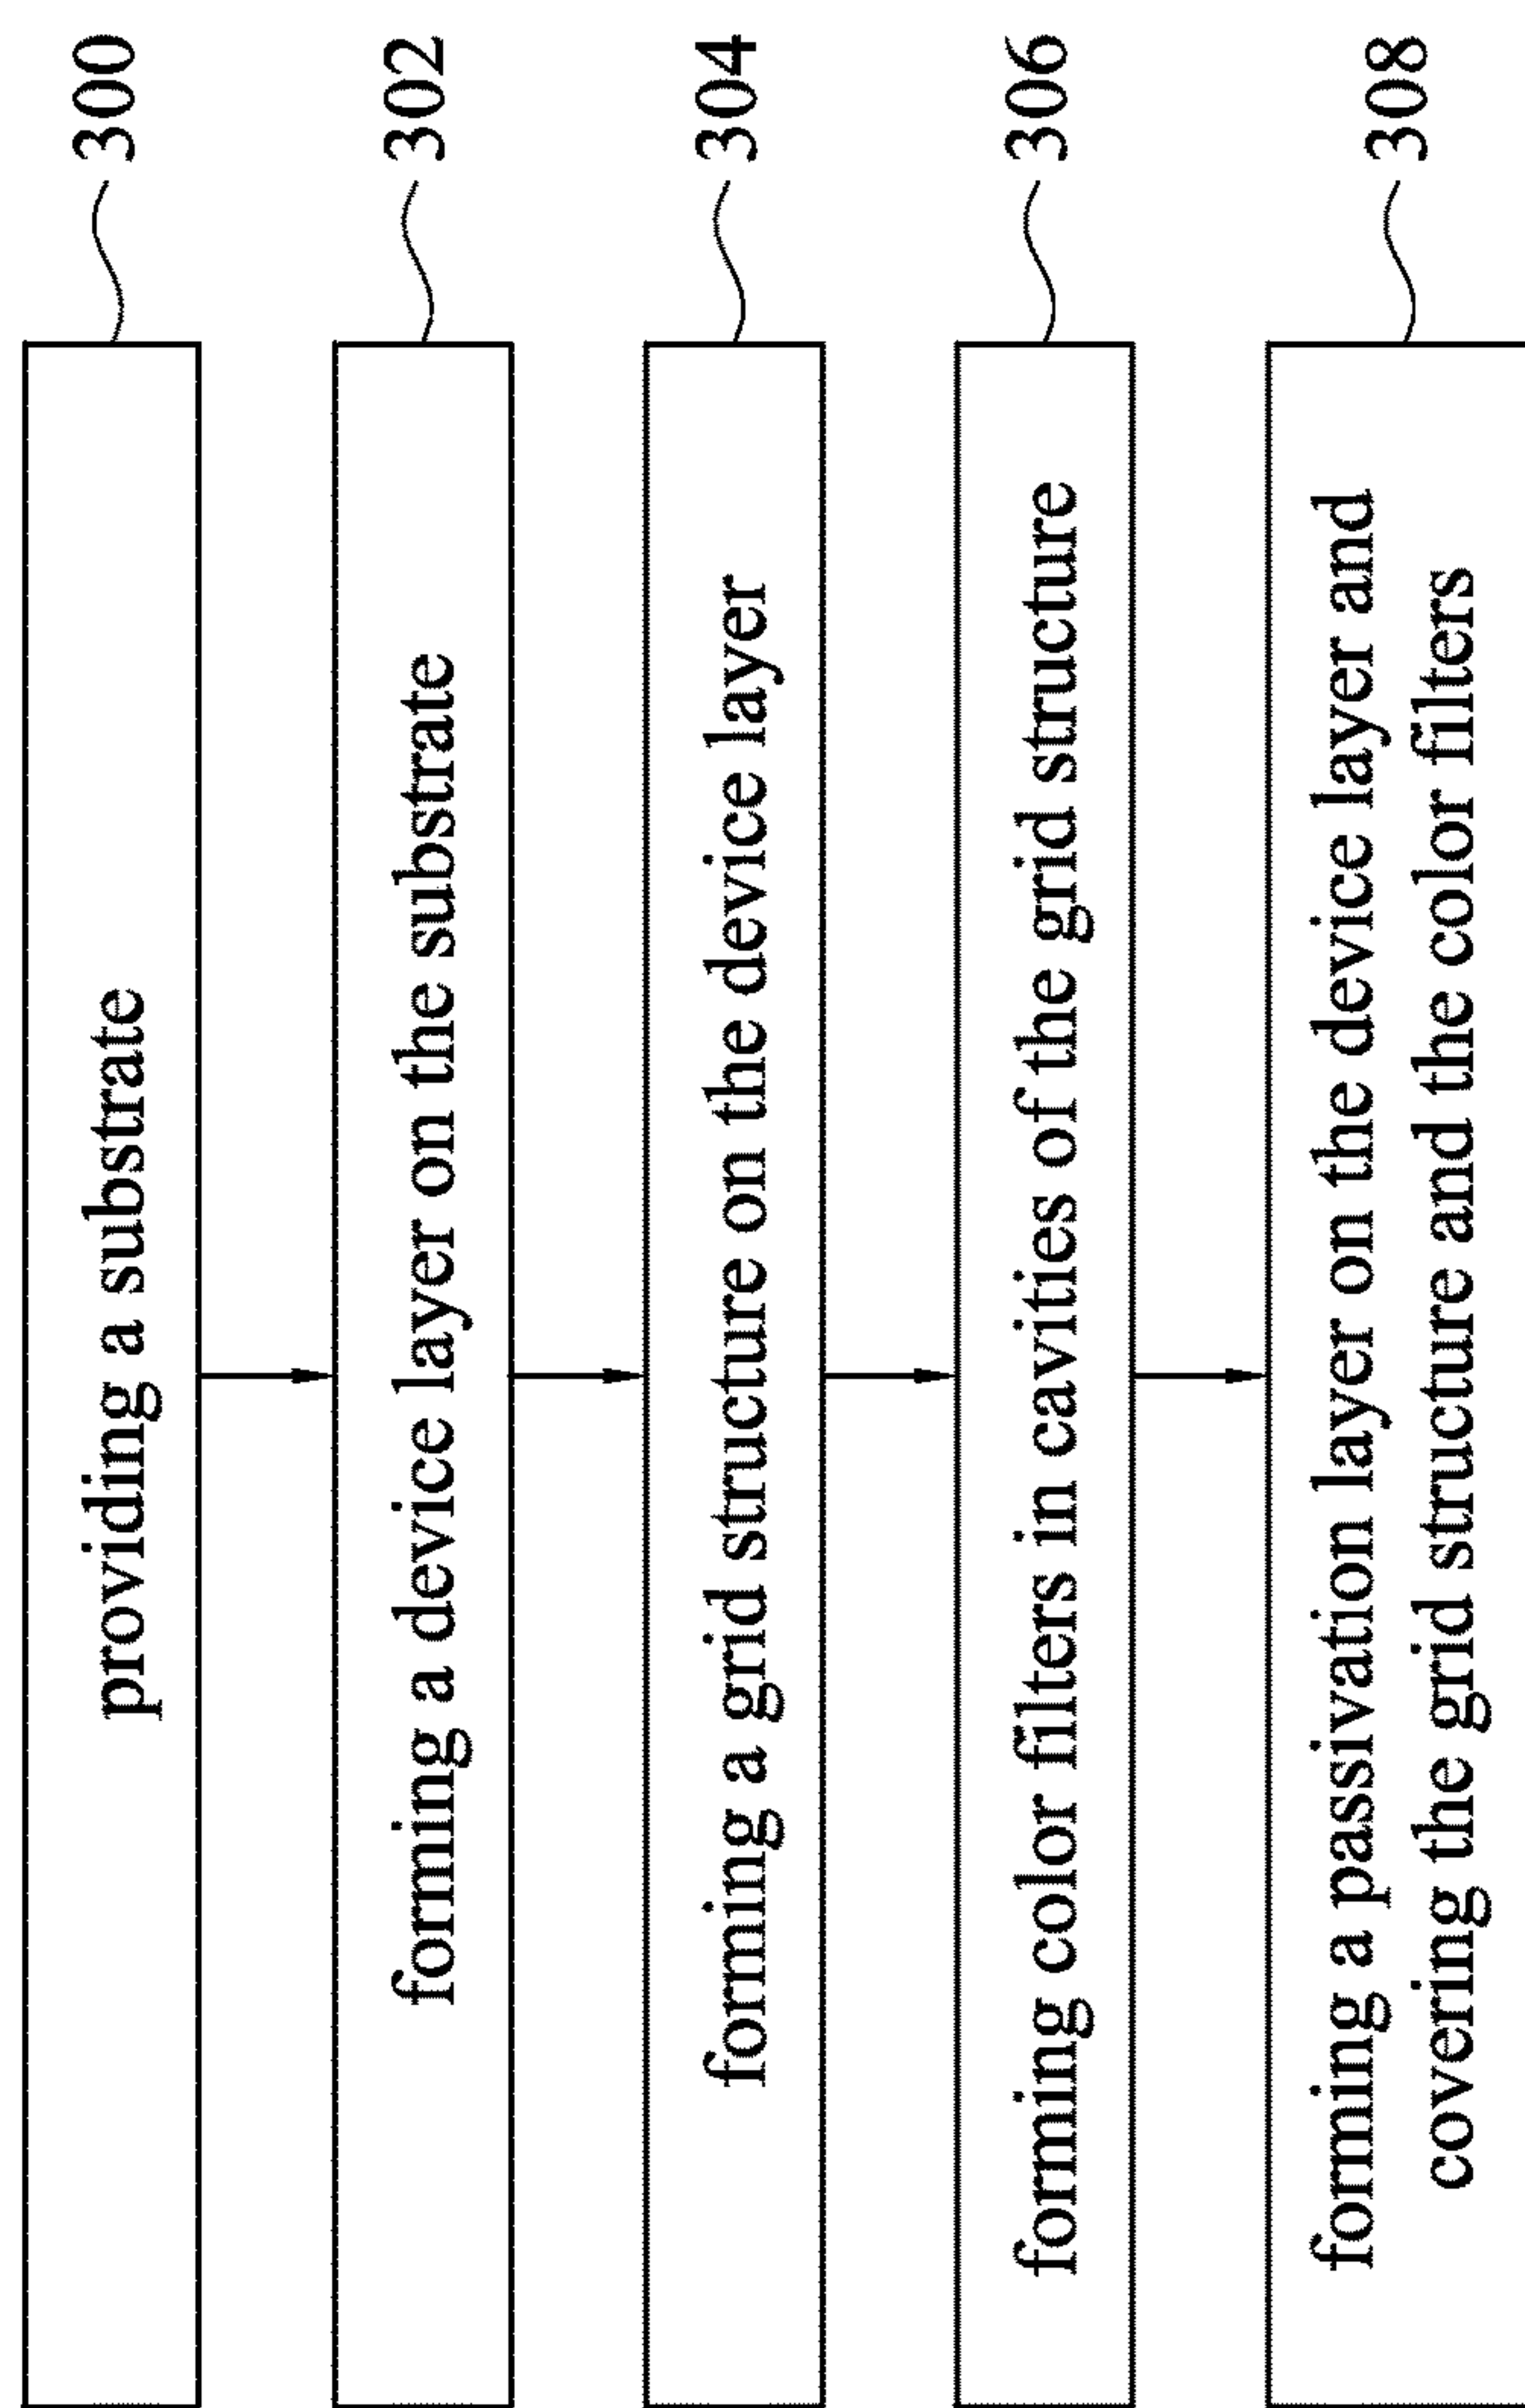 providing a substrate
300
forming a device layer on the substrate
302
forming a grid structure on the device layer
304
forming color filters in cavities of the grid structure
306
forming a passivation layer on the device layer and
covering the grid structure and the color filters
308